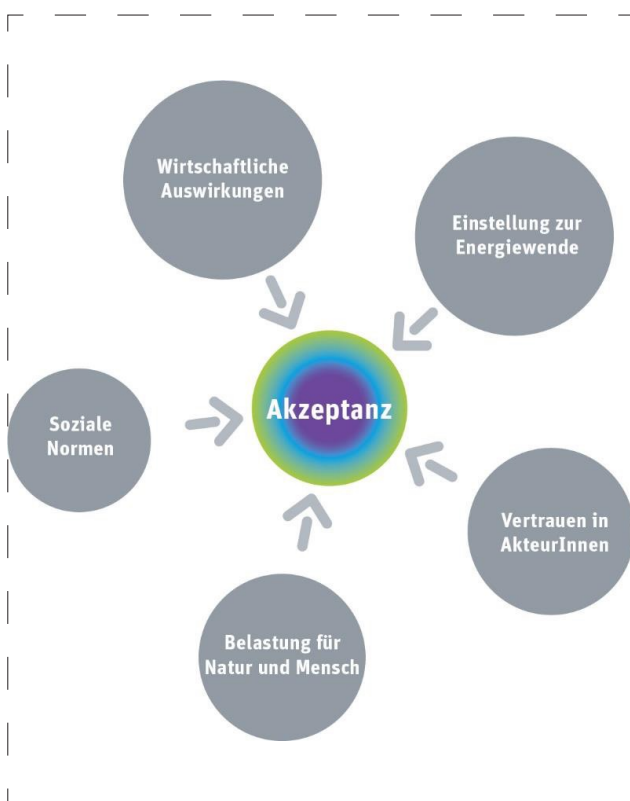 Wirtschaftliche
Auswirkungen
Einstellung zur
Energiewende
Akzeptanz
Soziale
Normen
Vertrauen in
AkteurInnen
Belastung für
Natur und Mensch